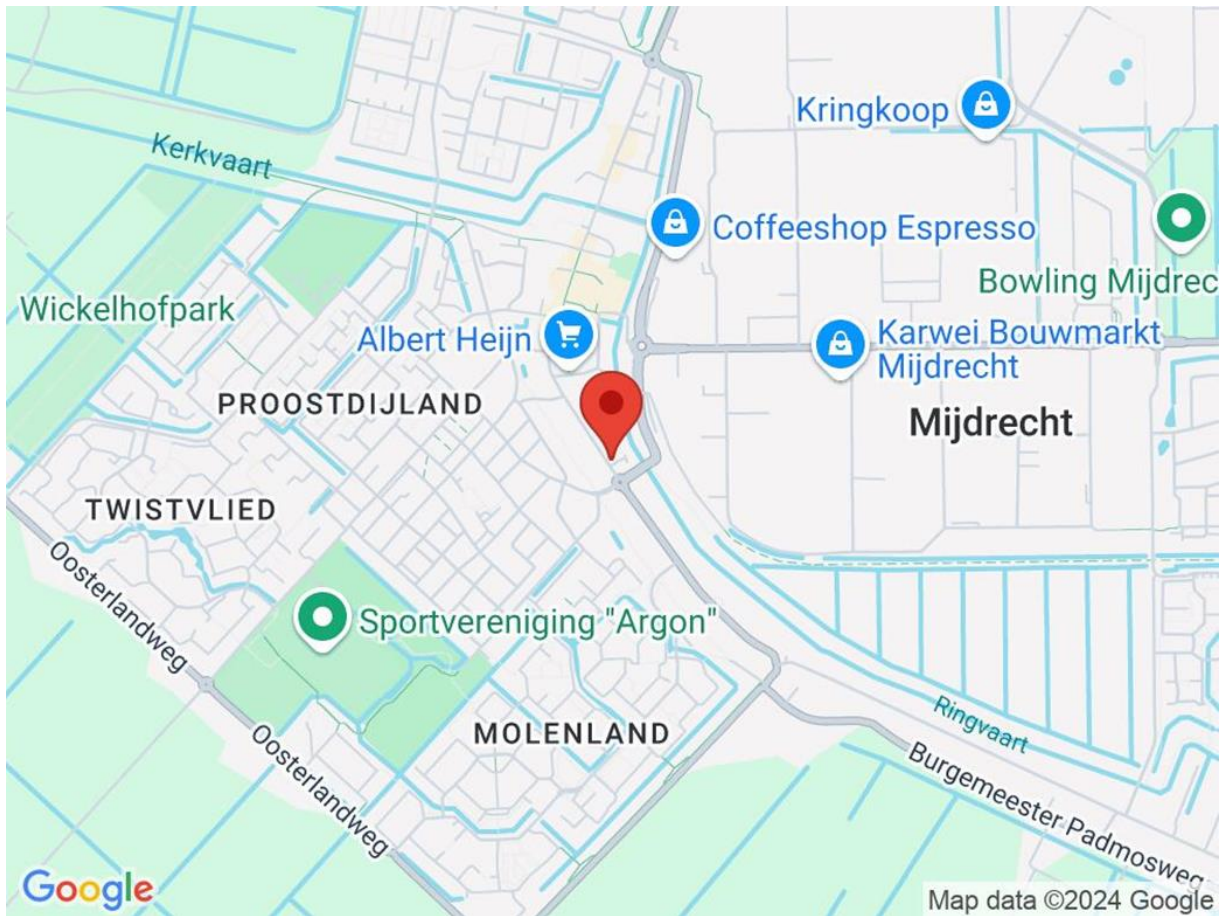 Kringkoop
Kerkvaart
Coffeeshop Espresso
Bowling Mijdrec
Wickelhofpark
Albert Heijn
Karwei Bouwmarkt
Mijdrecht
PROOSTDIJLAND
Mijdrecht
TWISTVLIED
Oosterlandweg
Sportvereniging "Argon"
Ringvaart
MOLENLAND
Oosterlandweg
Burgemeester Padmosweg
Google
Map data ©2024 Google